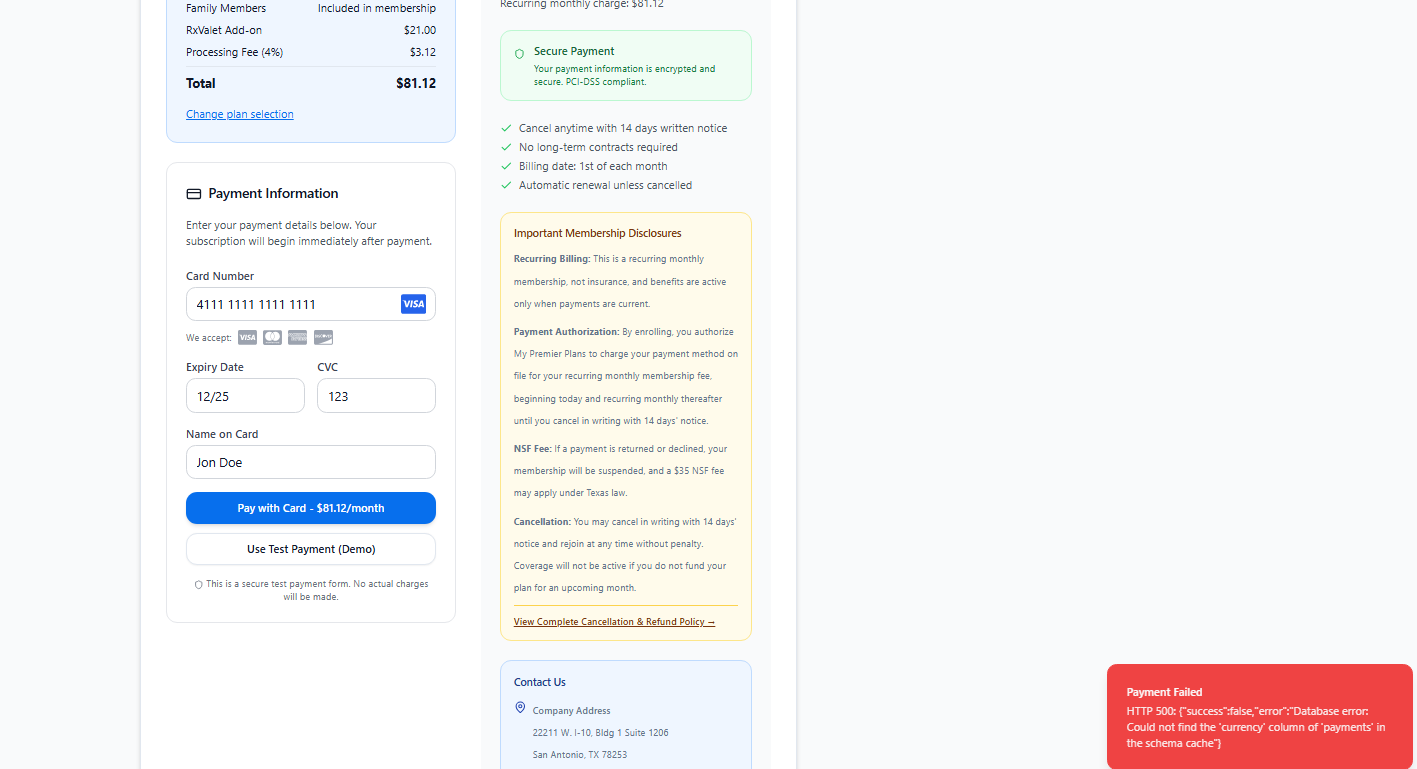 Family Members Included in membership
RxValet Add-on $21.00
Processing Fee (4%) $3.12
Total $81.12
Change plan selection
Payment Information
Enter your payment details below. Your
subscription will begin immediately after payment.
Card Number
4111 1111 1111 1111 VISA
We accept: VISA
Expiry Date CVC
12/25 123
Name on Card
Jon Doe
Pay with Card - $81.12/month
Use Test Payment (Demo)
This is a secure test payment form. No actual charges
will be made.
Recurring monthly charge: $81.12
Secure Payment
Your payment information is encrypted and
secure. PCI-DSS compliant.
Cancel anytime with 14 days written notice
No long-term contracts required
Billing date: 1st of each month
Automatic renewal unless cancelled
Important Membership Disclosures
Recurring Billing: This is a recurring monthly
membership, not insurance, and benefits are active
only when payments are current.
Payment Authorization: By enrolling, you authorize
My Premier Plans to charge your payment method on
file for your recurring monthly membership fee,
beginning today and recurring monthly thereafter
until you cancel in writing with 14 days' notice.
NSF Fee: If a payment is returned or declined, your
membership will be suspended, and a $35 NSF fee
may apply under Texas law.
Cancellation: You may cancel in writing with 14 days'
notice and rejoin at any time without penalty.
Coverage will not be active if you do not fund your
plan for an upcoming month.
View Complete Cancellation & Refund Policy →
Contact Us
Company Address
22211 W. I-10, Bldg 1 Suite 1206
San Antonio, TX 78253
Payment Failed
HTTP 500: {"success":false,"error":"Database error:
Could not find the 'currency' column of 'payments' in
the schema cache"}